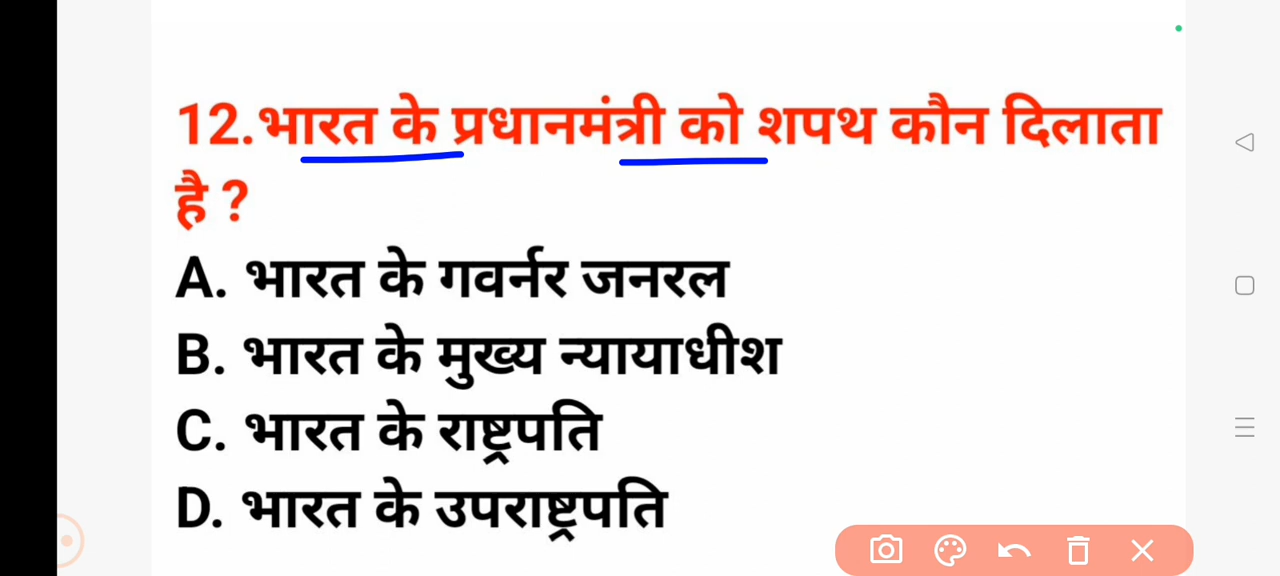 12.भारत के प्रधानमंत्री को शपथ कौन दिलाता
है ?
A. भारत के गवर्नर जनरल
B. भारत के मुख्य न्यायाधीश
C. भारत के राष्ट्रपति
D. भारत के उपराष्ट्रपति